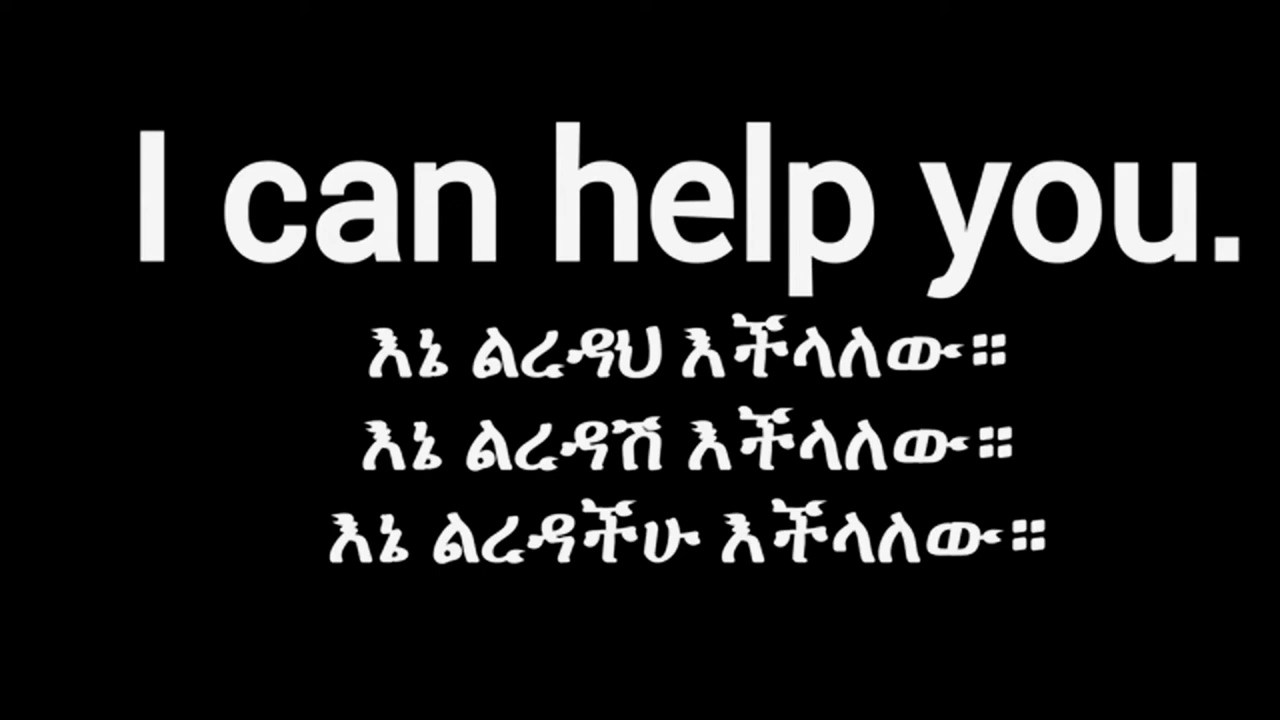 I can help you.
እኔ ልረዳህ እችላለው።
እኔ ልረዳሽ እችላለው።
እኔ ልረዳችሁ እችላለው።